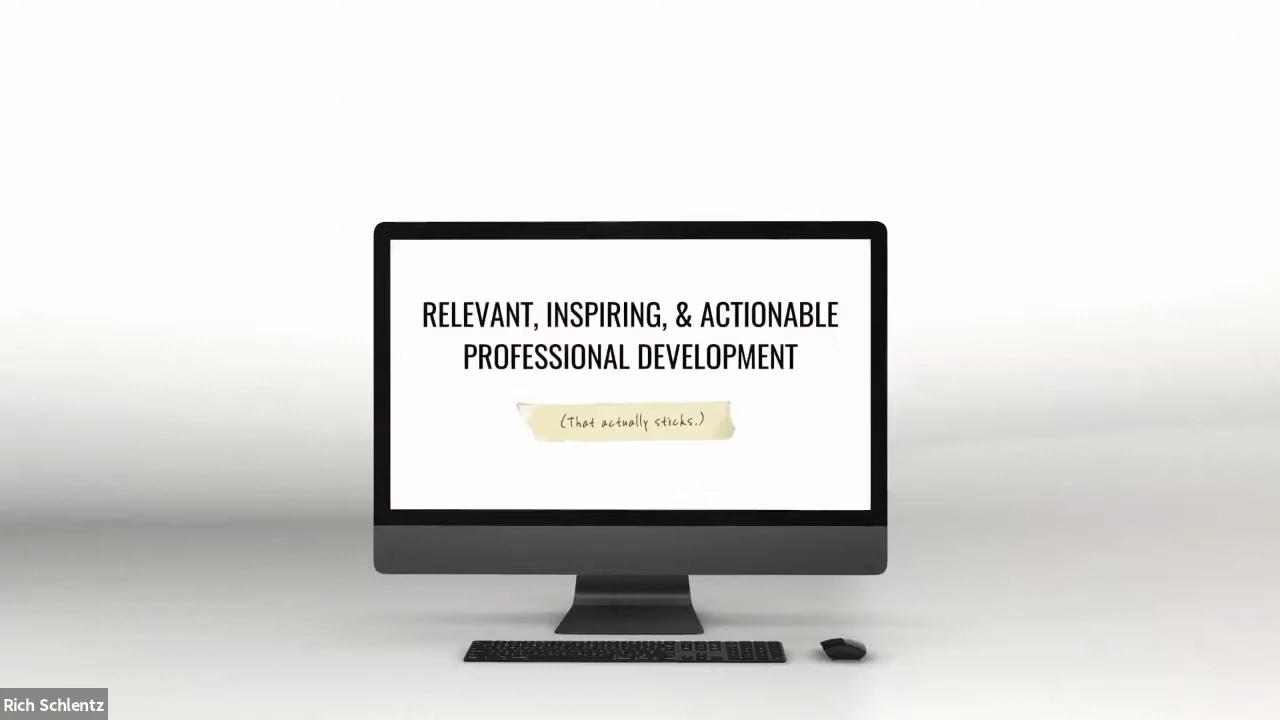 RELEVANT, INSPIRING, & ACTIONABLE
PROFESSIONAL DEVELOPMENT
(That actually sticks.)
Rich Schlentz